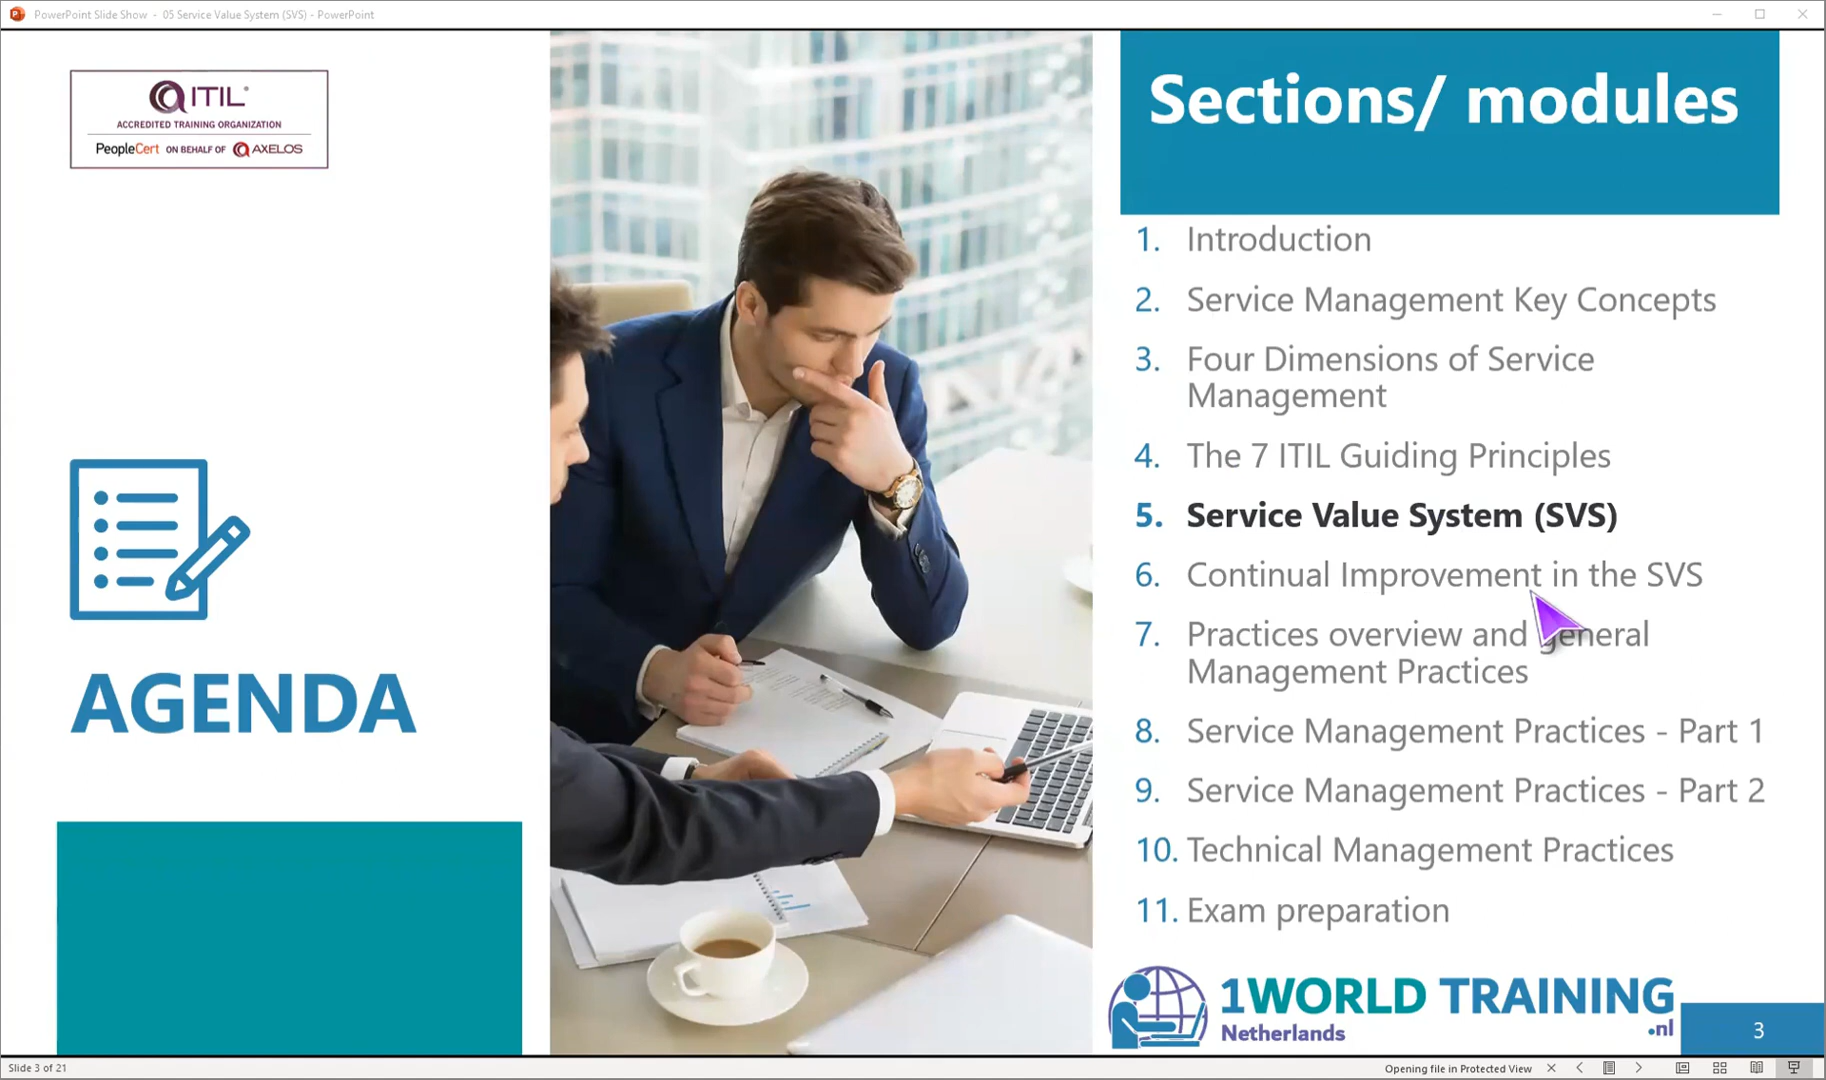 PowerPoint Slide Show - 05 Service Value System (SVS) - PowerPoint
ITIL®
ACCREDITED TRAINING ORGANIZATION
PeopleCert ON BEHALF OF AXELOS
AGENDA
Sections/ modules
1. Introduction
2. Service Management Key Concepts
3. Four Dimensions of Service
Management
4. The 7 ITIL Guiding Principles
5. Service Value System (SVS)
6. Continual Improvement in the SVS
7. Practices overview and general
Management Practices
8. Service Management Practices - Part 1
9. Service Management Practices - Part 2
10. Technical Management Practices
11. Exam preparation
1WORLD TRAINING
Netherlands .nl
3
Slide 3 of 21
Opening file in Protected View